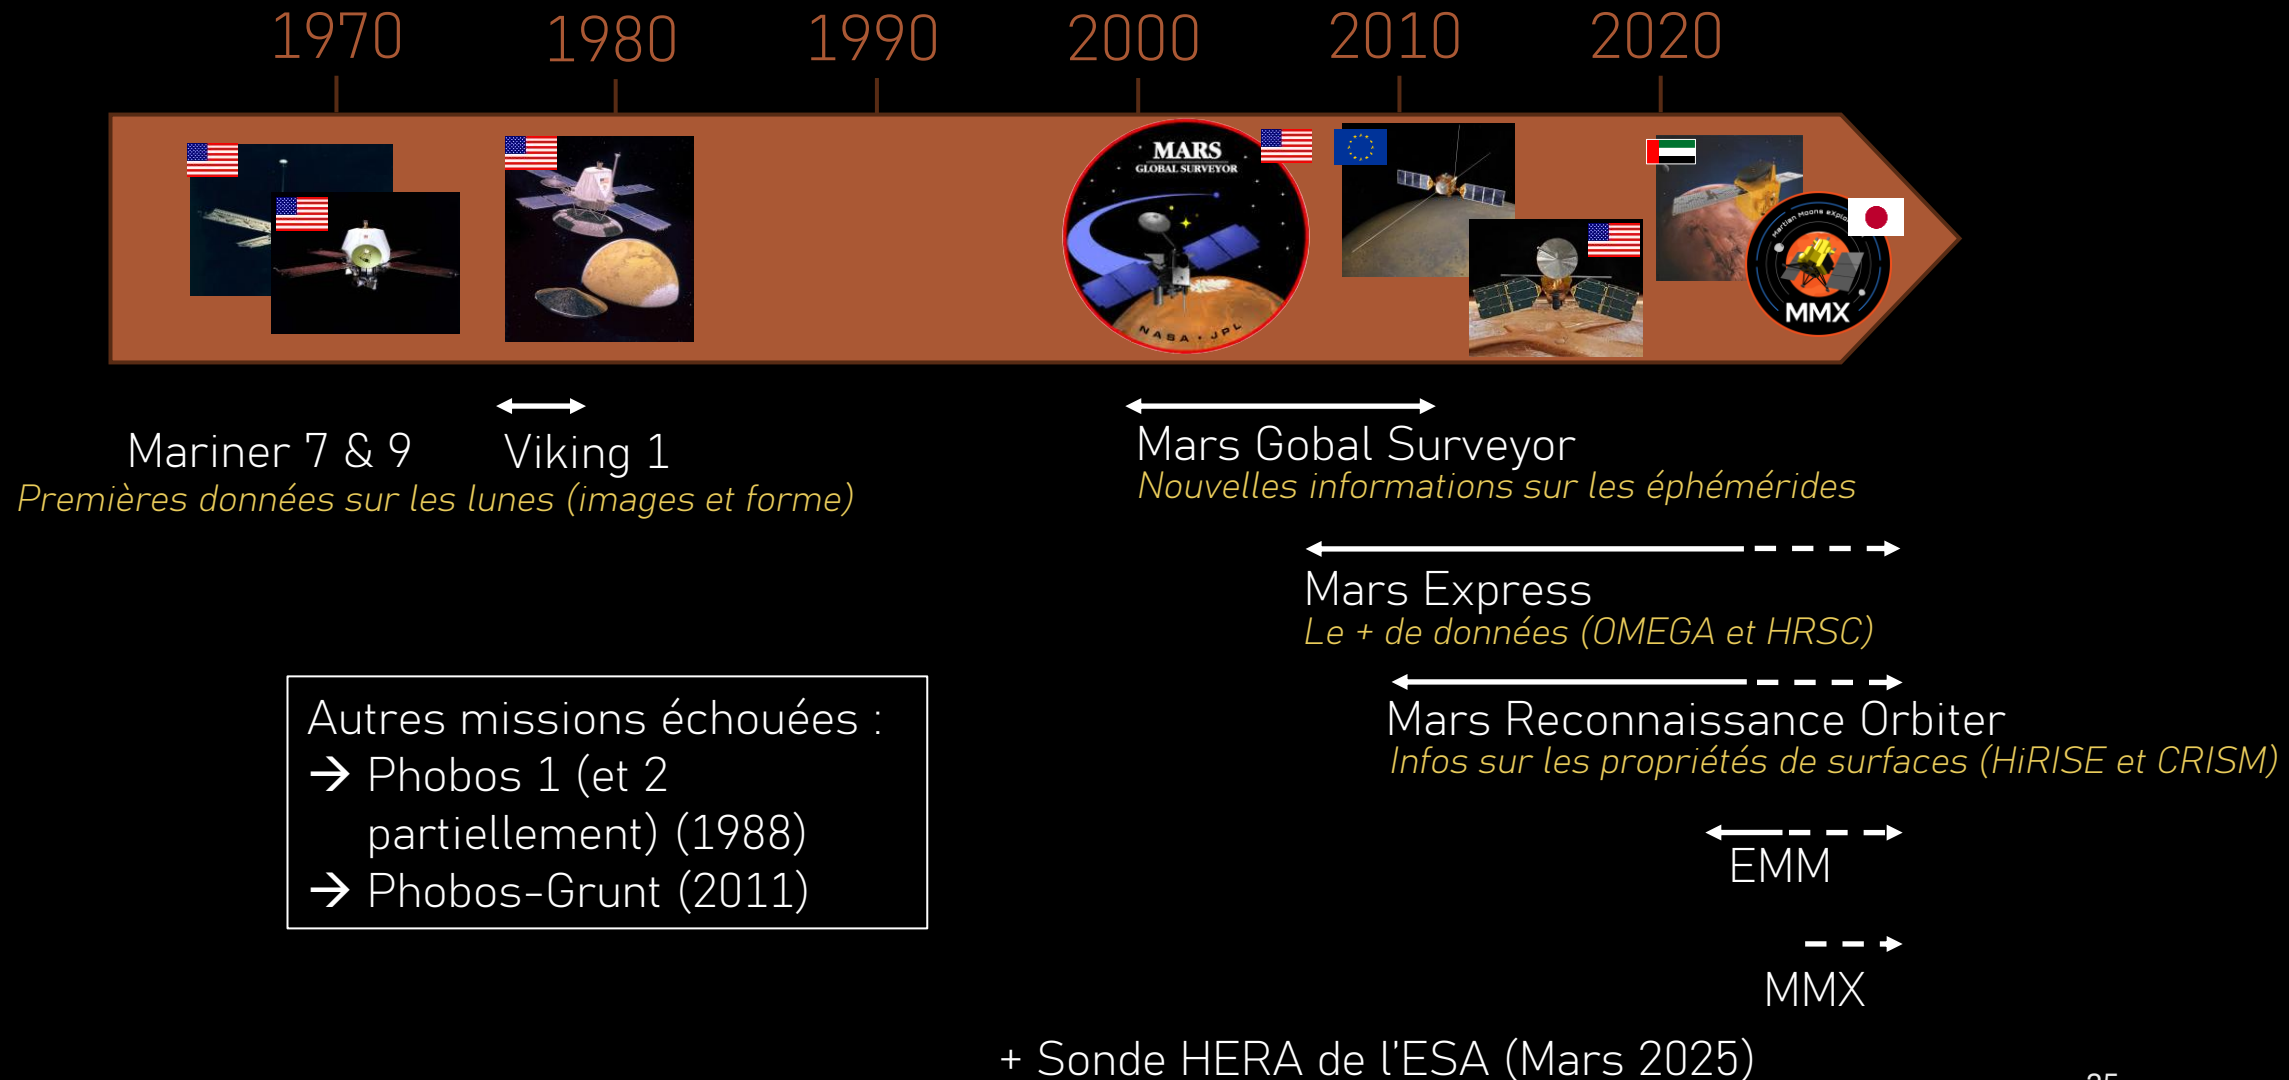 1970
1980
1990
2000
2010
2020
MARS
GLOBAL SURVEYOR
NASA · JPL
MMX
Mariner 7 & 9
Premières données sur les lunes (images et forme)
Viking 1
Mars Gobal Surveyor
Nouvelles informations sur les éphémérides
Mars Express
Le + de données (OMEGA et HRSC)
Mars Reconnaissance Orbiter
Infos sur les propriétés de surfaces (HiRISE et CRISM)
EMM
MMX
Autres missions échouées :
→ Phobos 1 (et 2
partiellement) (1988)
→ Phobos-Grunt (2011)
+ Sonde HERA de l'ESA (Mars 2025)